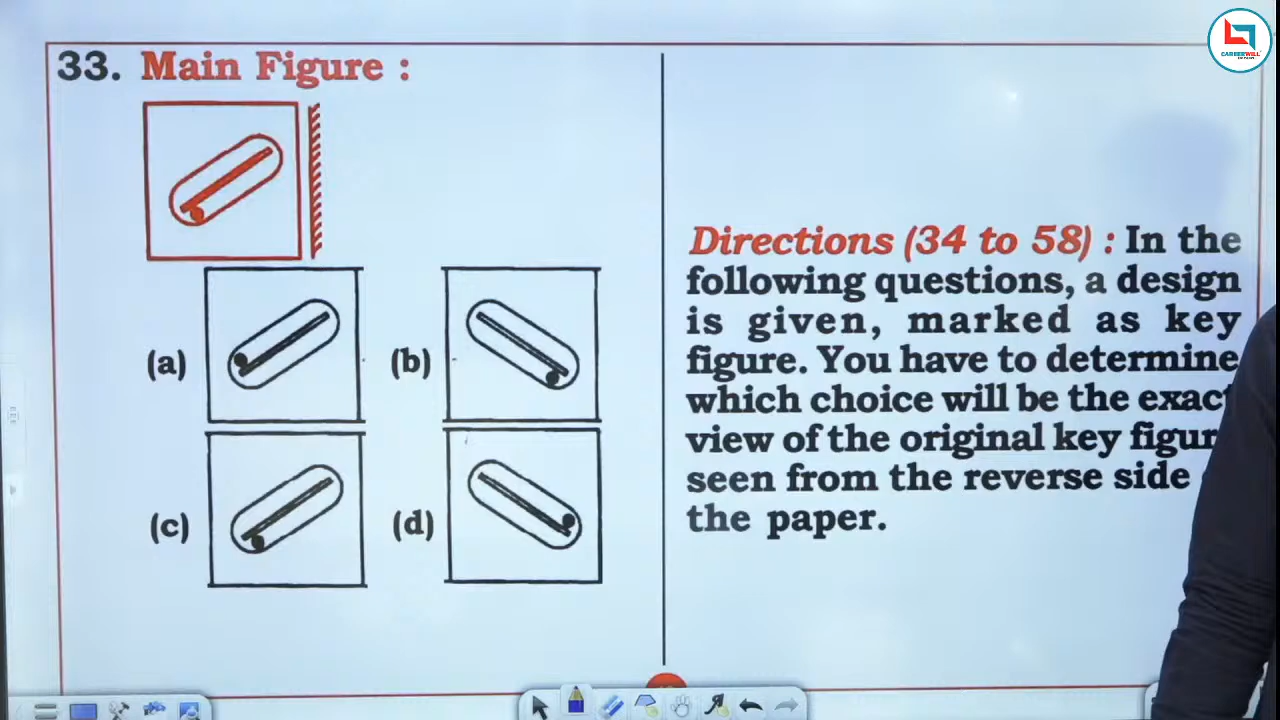 CAREERWILL
33. Main Figure :
(a)
(b)
(c)
(d)
Directions (34 to 58) : In the
following questions, a design
is given, marked as key
figure. You have to determine
which choice will be the exact
view of the original key figur
seen from the reverse side
the paper.